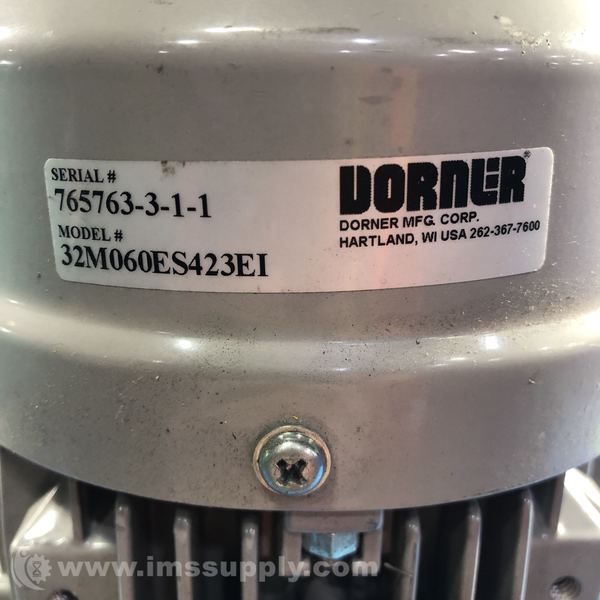 SERIAL #
765763-3-1-1
MODEL #
32M060ES423EI
DORNER®
DORNER MFG. CORP.
HARTLAND, WI USA 262-367-7600
www.imssupply.com